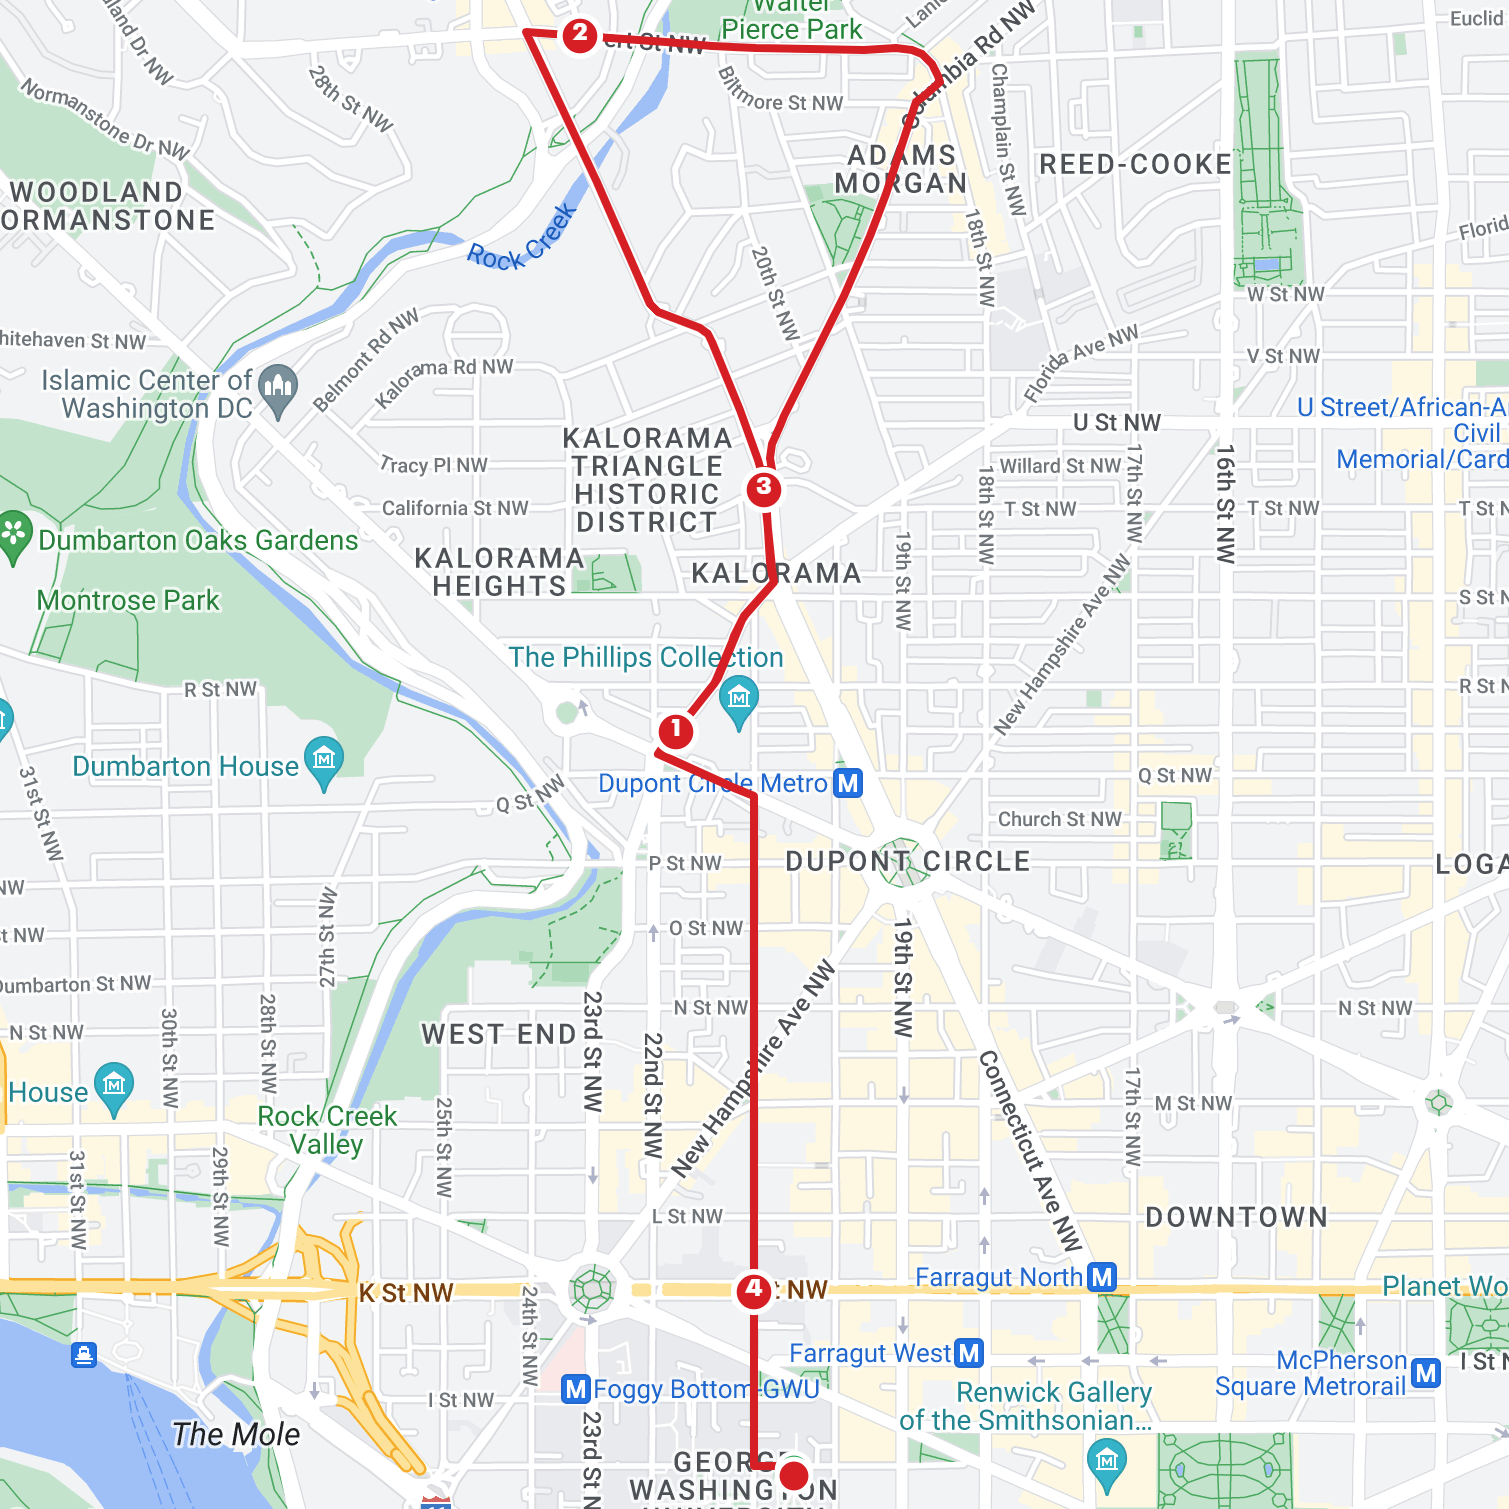 Walter
Pierce Park
Euclid
28th St NW
Normanstone Dr NW
Biltmore St NW
Columbia Rd NW
Champlain St NW
2
ADAMS
MORGAN
REED-COOKE
WOODLAND
ORMANSTONE
Rock Creek
20th St NW
18th St NW
Florid
W St NW
hitehaven St NW
Belmont Rd NW
Kalorama Rd NW
Florida Ave NW
V St NW
Islamic Center of
Washington DC
U St NW
U Street/African-A
Civil
Memorial/Card
KALORAMA
TRIANGLE
HISTORIC
DISTRICT
Tracy Pl NW
California St NW
Willard St NW
17th St NW
16th St NW
18th St NW
T St NW
T St NW
T St N
3
Dumbarton Oaks Gardens
KALORAMA
HEIGHTS
KALORAMA
19th St NW
New Hampshire Ave NW
Montrose Park
S St N
The Phillips Collection
R St NW
R St N
1
Dumbarton House
31st St NW
Q St NW
Dupont Circle Metro
M
Q St NW
Church St NW
P St NW
DUPONT CIRCLE
LOGA
NW
27th St NW
O St NW
19th St NW
t NW
Dumbarton St NW
N St NW
N St NW
N St NW
30th St NW
28th St NW
WEST END
23rd St NW
22nd St NW
New Hampshire Ave NW
Connecticut Ave NW
17th St NW
House
Rock Creek
Valley
25th St NW
M St NW
31st St NW
29th St NW
L St NW
DOWNTOWN
K St NW
4
NW
Farragut North
M
Planet Wo
24th St NW
Farragut West
M
McPherson
Square Metrorail
M
I St N
M
Foggy Bottom-GWU
I St NW
Renwick Gallery
of the Smithsonian...
The Mole
23rd St N
GEORGE
WASHINGTON